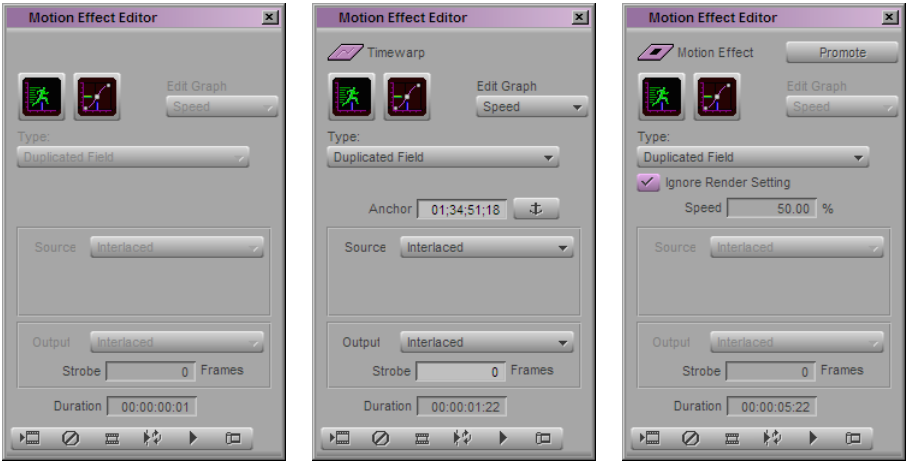 Motion Effect Editor
Edit Graph
Speed
Type:
Duplicated Field
Source Interlaced
Output Interlaced
Strobe 0 Frames
Duration 00:00:00:01
Motion Effect Editor
Timewarp
Edit Graph
Speed
Type:
Duplicated Field
Anchor 01;34;51;18
Source Interlaced
Output Interlaced
Strobe 0 Frames
Duration 00:00:01:22
Motion Effect Editor
Motion Effect Promote
Edit Graph
Speed
Type:
Duplicated Field
Ignore Render Setting
Speed 50.00 %
Source Interlaced
Output Interlaced
Strobe 0 Frames
Duration 00:00:05:22